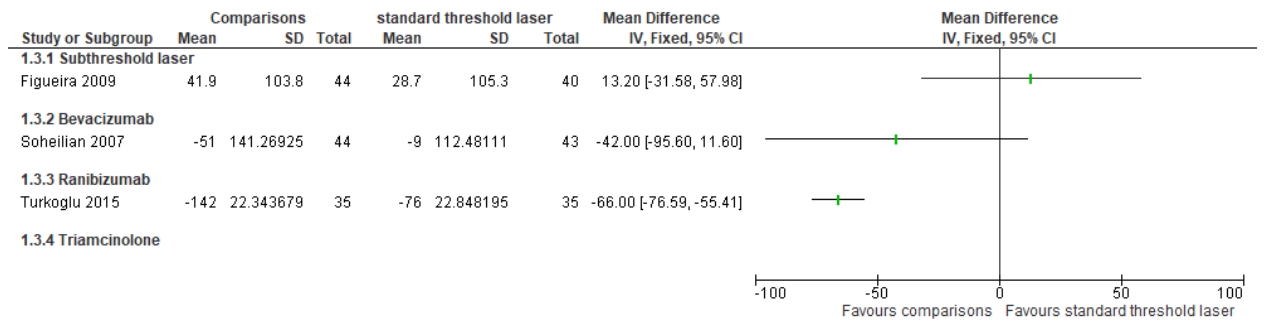 Comparisons standard threshold laser Mean Difference Mean Difference
Study or Subgroup Mean SD Total Mean SD Total IV, Fixed, 95% CI IV, Fixed, 95% CI
1.3.1 Subthreshold laser
Figueira 2009 41.9 103.8 44 28.7 105.3 40 13.20 [-31.58, 57.98]
1.3.2 Bevacizumab
Soheilian 2007 -51 141.26925 44 -9 112.48111 43 -42.00 [-95.60, 11.60]
1.3.3 Ranibizumab
Turkoglu 2015 -142 22.343679 35 -76 22.848195 35 -66.00 [-76.59, -55.41]
1.3.4 Triamcinolone
-100 -50 0 50 100
Favours comparisons Favours standard threshold laser